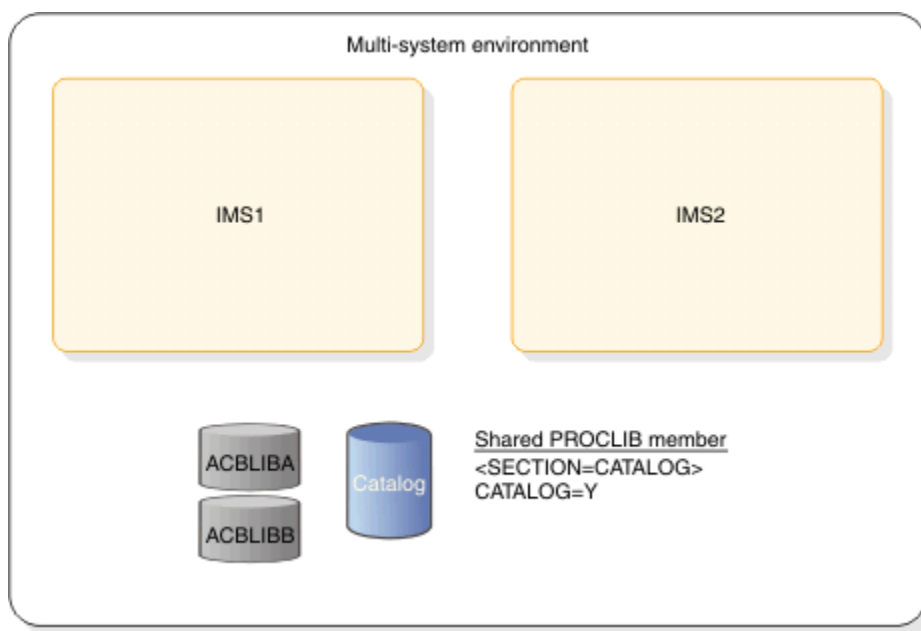 Multi-system environment
IMS1
IMS2
ACBLIBA
ACBLIBB
Catalog
Shared PROCLIB member
<SECTION=CATALOG>
CATALOG=Y